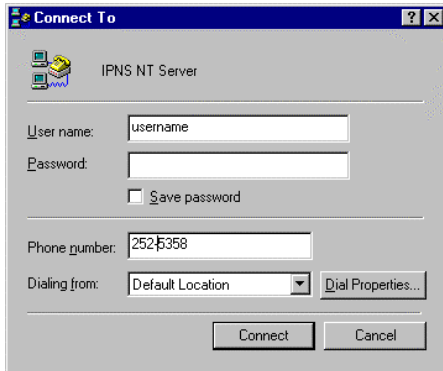 Connect To
IPNS NT Server
User name: username
Password:
Save password
Phone number: 252-5358
Dialing from: Default Location Dial Properties...
Connect Cancel